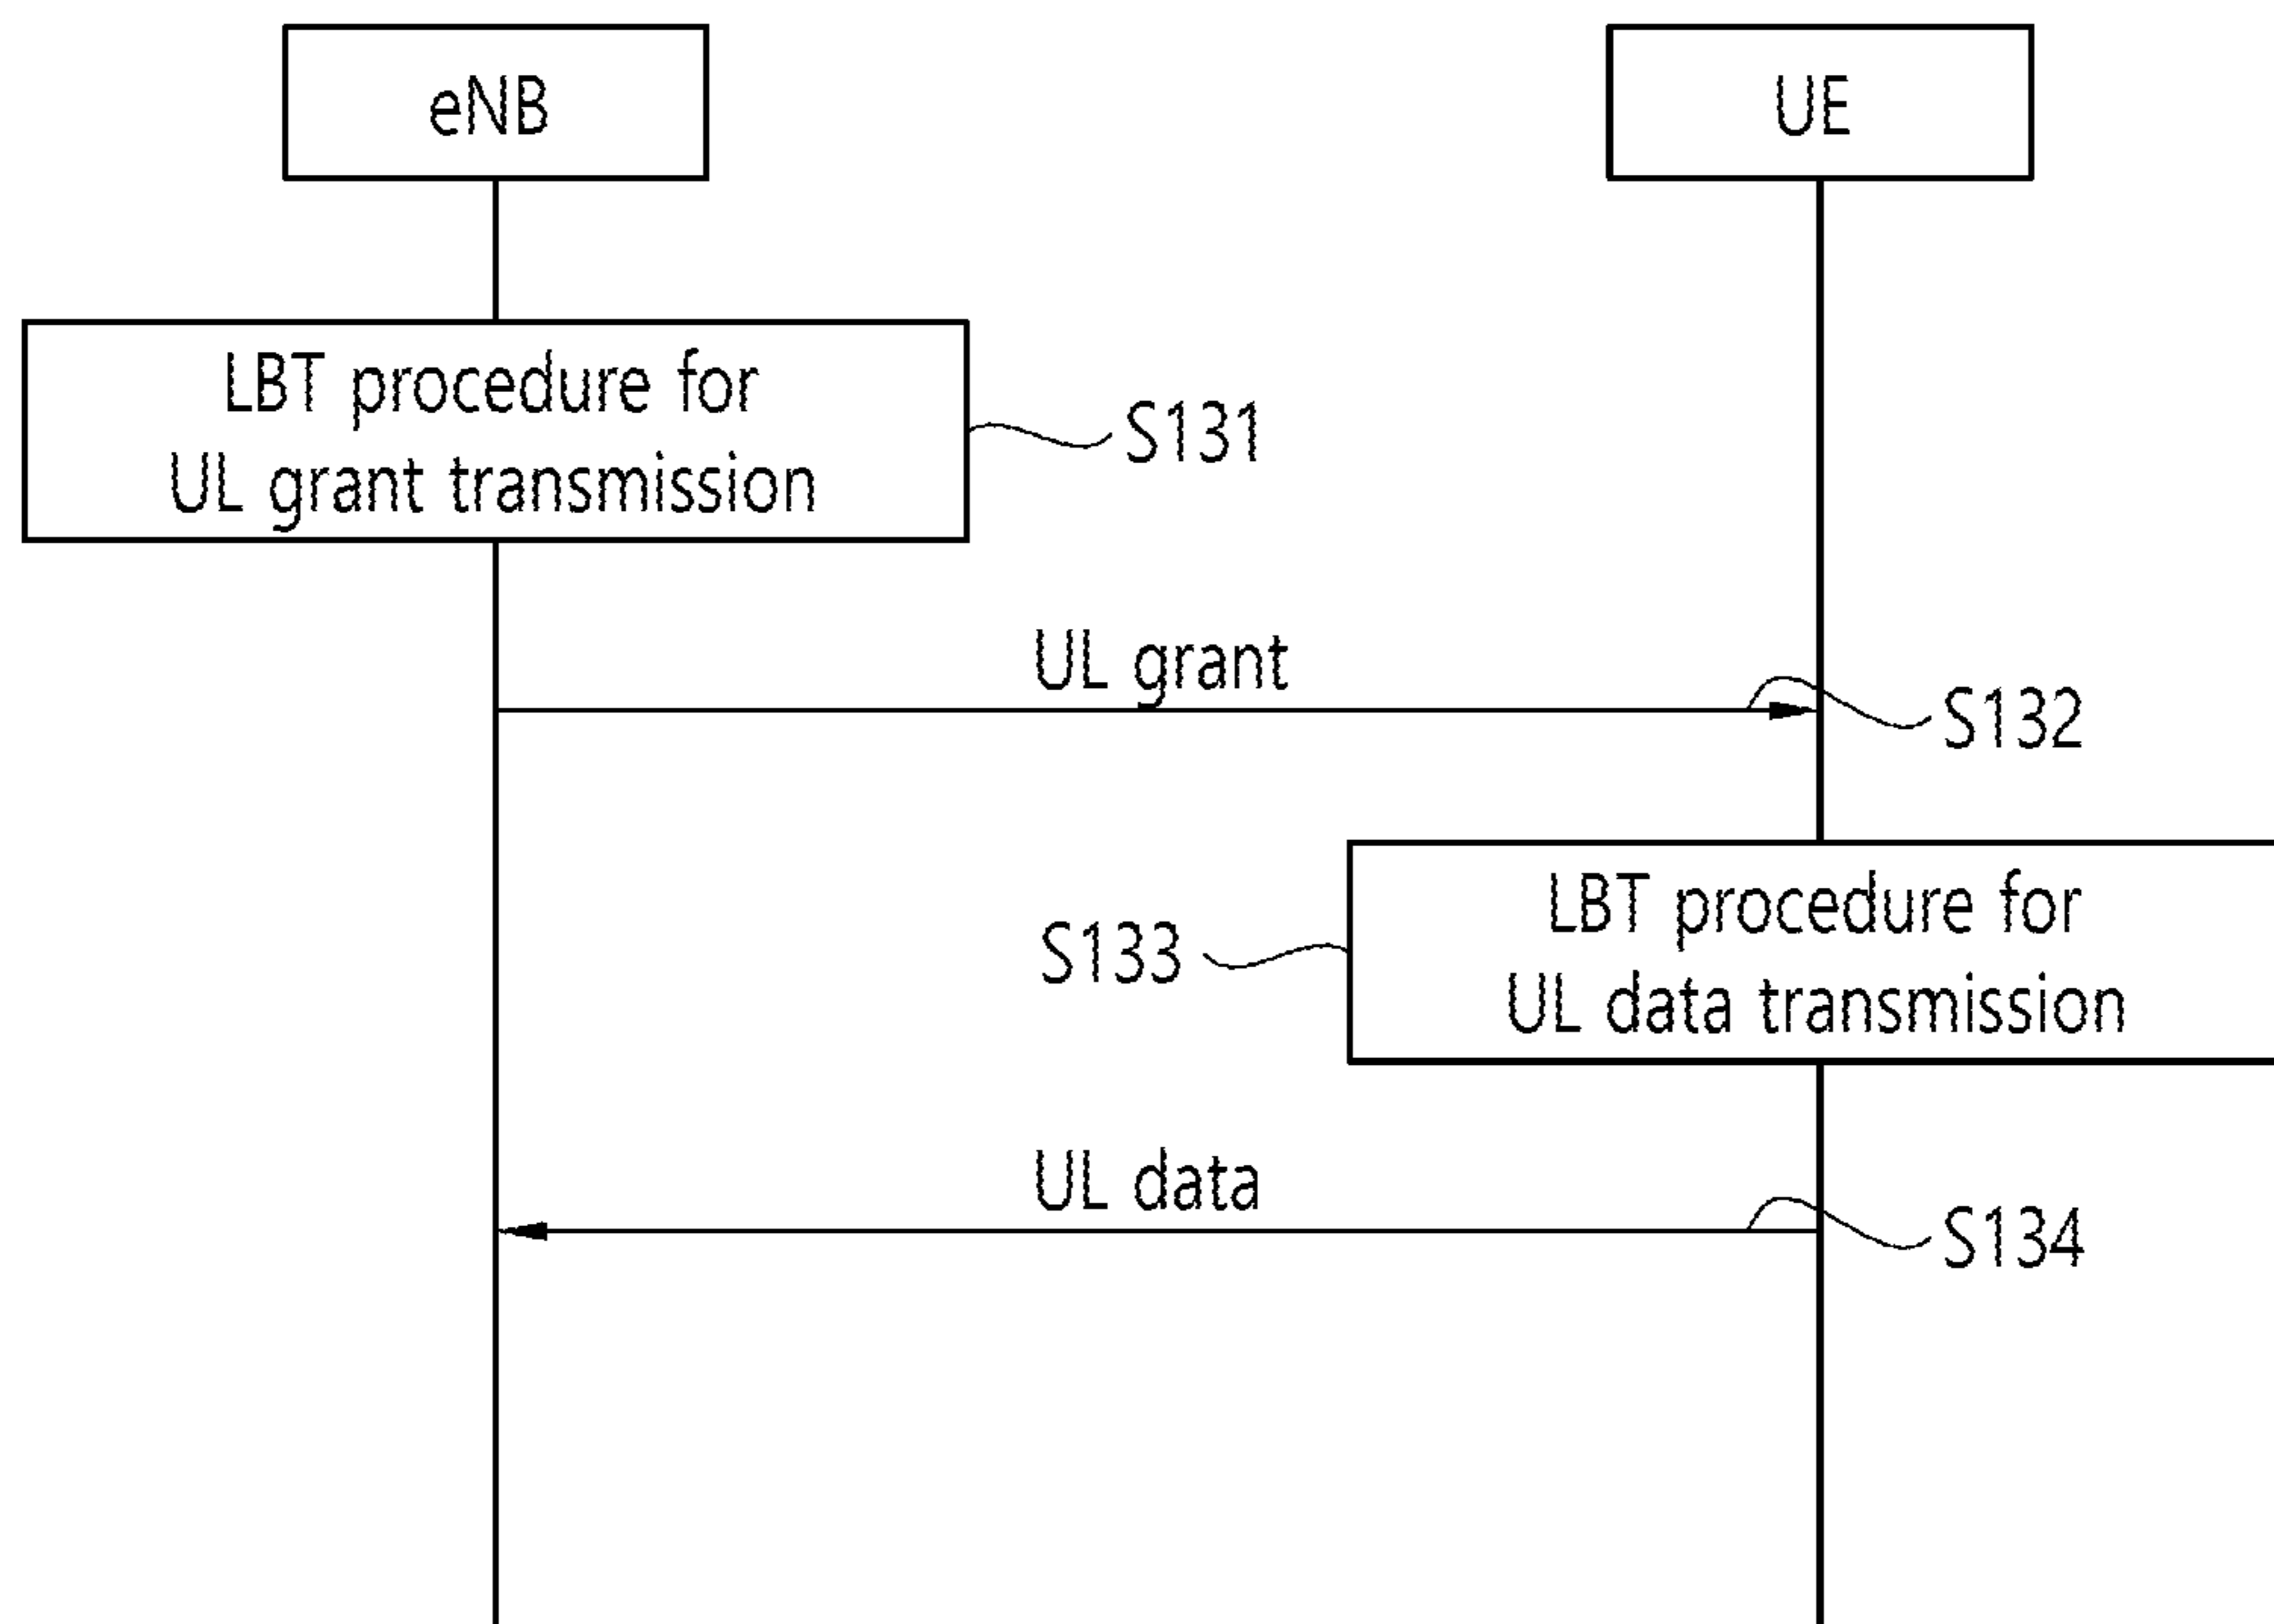 eNB
UE
LBT procedure for
UL grant transmission
S131
UL grant
S132
LBT procedure for
UL data transmission
S133
UL data
S134